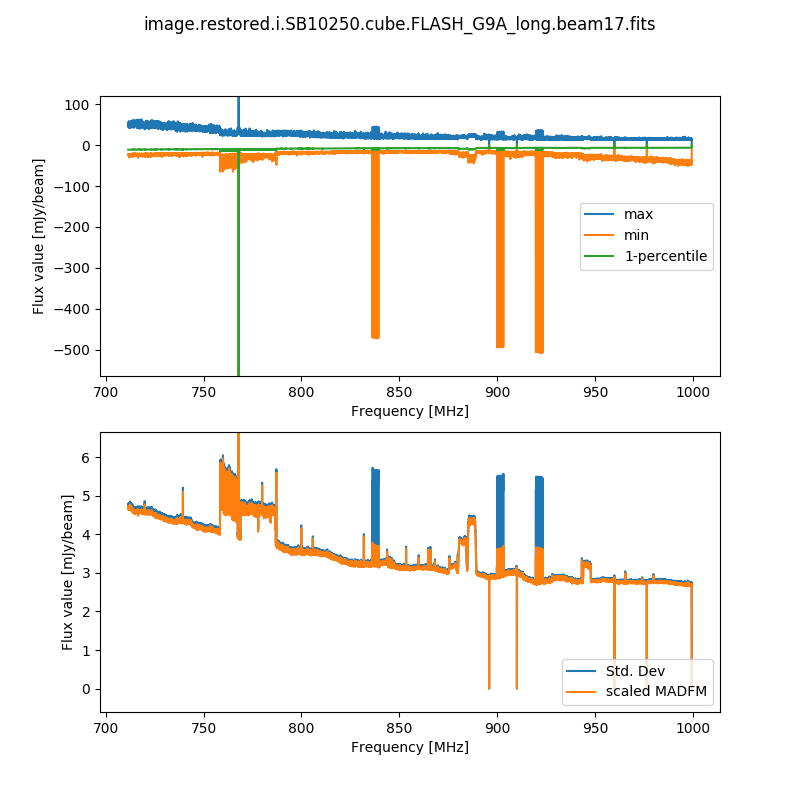 image.restored.i.SB10250.cube.FLASH_G9A_long.beam17.fits
100
0
−100
−200
−300
−400
−500
Flux value [mJy/beam]
max
min
1-percentile
700 750 800 850 900 950 1000
Frequency [MHz]
6
5
4
3
2
1
0
Flux value [mJy/beam]
Std. Dev
scaled MADFM
700 750 800 850 900 950 1000
Frequency [MHz]